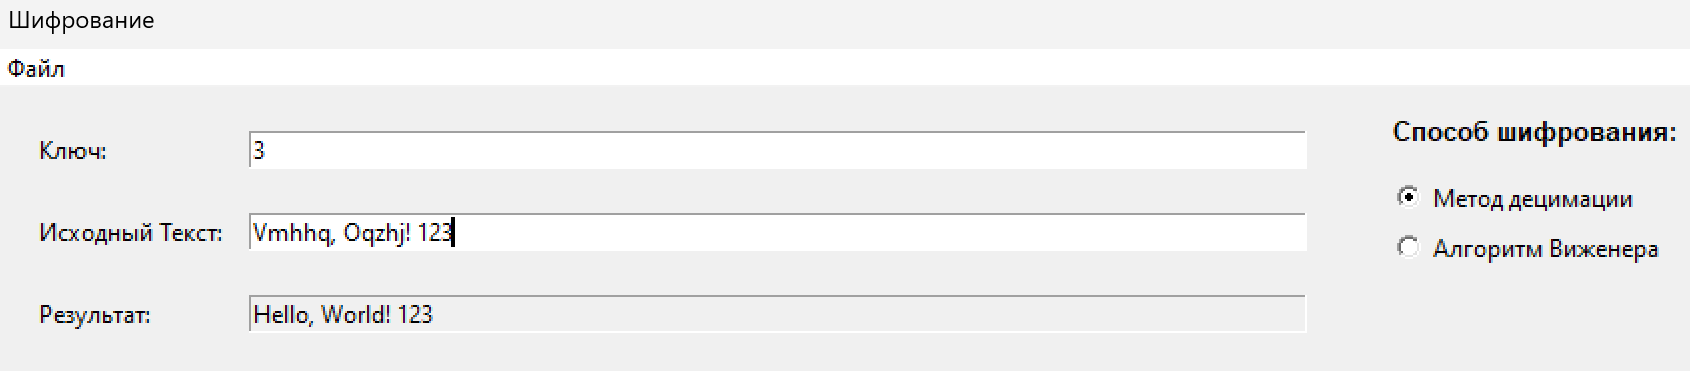 Шифрование
Файл
Ключ: 3
Исходный Текст: Vmhhq, Oqzhj! 123
Результат: Hello, World! 123
Способ шифрования:
Метод децимации
Алгоритм Виженера